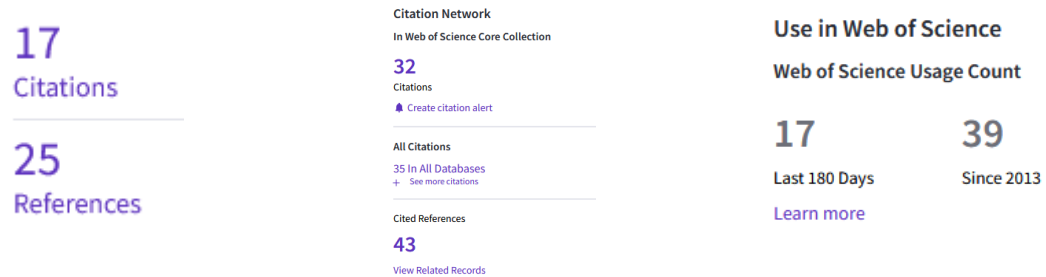 17
Citations
25
References
Citation Network
In Web of Science Core Collection
32
Citations
Create citation alert
All Citations
35 In All Databases
+ See more citations
Cited References
43
View Related Records
Use in Web of Science
Web of Science Usage Count
17 39
Last 180 Days Since 2013
Learn more